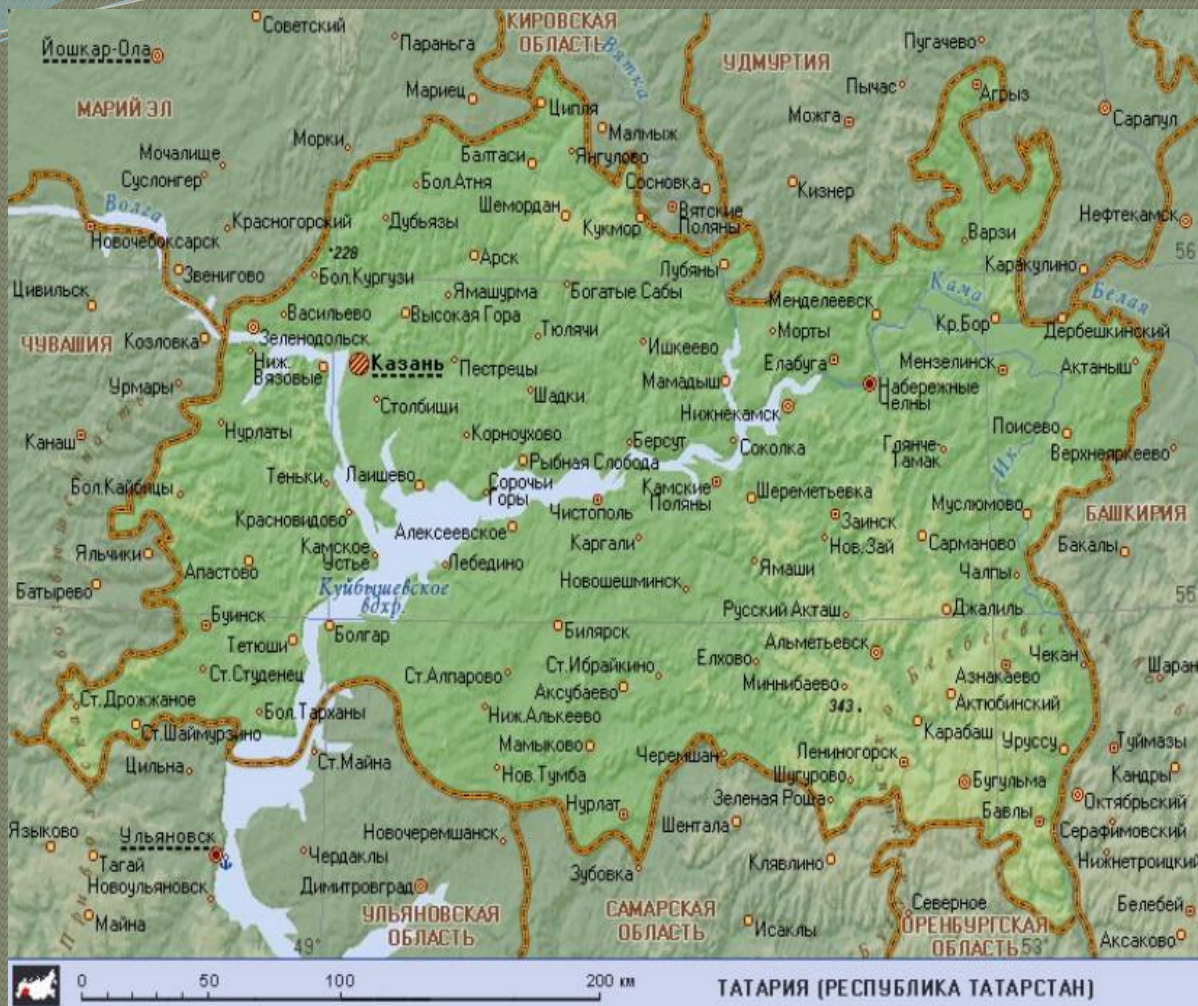 Советский
КИРОВСКАЯ
ОБЛАСТЬ
Параньга
Пугачево
Йошкар-Ола
Вятка
УДМУРТИЯ
Пычас
Агрыз
Мариец
Ципля
МАРИЙ ЭЛ
Сарапул
Можга
Малмыж
Морки
Мочалище
Балтаси
Янгулово
Суслонгер
Бол.Атня
Сосновка
Кизнер
Волга
Шемордан
Вятские
Поляны
Нефтекамск
Красногорский
Дубъязы
Кукмор
Новочебоксарск
Варзи
*228
Арск
56
Звенигово
Бол.Кургузи
Лубяны
Каракулино
Цивильск
Ямашурма
Богатые Сабы
Кама
Белая
Менделеевск
Васильево
Высокая Гора
Кр.Бор
Дербешкинский
ЧУВАШИЯ
Козловка
Зеленодольск
Тюлячи
Морты
Ишкеево
Ниж.
Вязовые
Казань
Пестрецы
Елабуга
Мензелинск
Актаныш
Урмары
Мамадыш
Набережные
Челны
Столбищи
Шадки
Нижнекамск
Канаш
Нурлаты
Корноухово
Берсут
Соколка
Поисево
Глянче-
Тамак
Верхнеяркеево
Теньки
Лаишево
Рыбная Слобода
Ик
Бол.Кайбицы
Сорочьи
Горы
Камские
Поляны
Шереметьевка
Муслюмово
Красновидово
Чистополь
БАШКИРИЯ
Алексеевское
Заинск
Яльчики
Камское
Устье
Каргали
Нов.Зай
Сарманово
Бакалы
Апастово
Лебедино
Батырево
Куйбышевское
вдхр.
Новошешминск
Ямаши
Чалпы
55
Буинск
Русский Акташ
Джалиль
Тетюши
Болгар
Билярск
Альметьевск
Ст.Студенец
Ст.Алпарово
Ст.Ибрайкино
Елхово
Чекан
Шаран
Аксубаево
Миннибаево
Азнакаево
Ст.Дрожжаное
Бол.Тарханы
Ниж.Алькеево
343
Актюбинский
Ст.Шаймурзино
Карабаш
Мамыково
Черемшан
Уруссу
Туймазы
Цильна
Ст.Майна
Лениногорск
Нов.Тумба
Шугурово
Бугульма
Кандры
Нурлат
Зеленая Роша
Октябрьский
Бавлы
Языково
Ульяновск
Новочеремшанск
Шентала
Серафимовский
Тагай
Чердаклы
Зубовка
Клявлино
Нижнетроицкий
Новоульяновск
Димитровград
Майна
УЛЬЯНОВСКАЯ
ОБЛАСТЬ
САМАРСКАЯ
ОБЛАСТЬ
Северное
Белебей
Исаклы
ОРЕНБУРГСКАЯ
ОБЛАСТЬ
Аксаково
49°
53°
0 50 100 200 км
ТАТАРИЯ (РЕСПУБЛИКА ТАТАРСТАН)